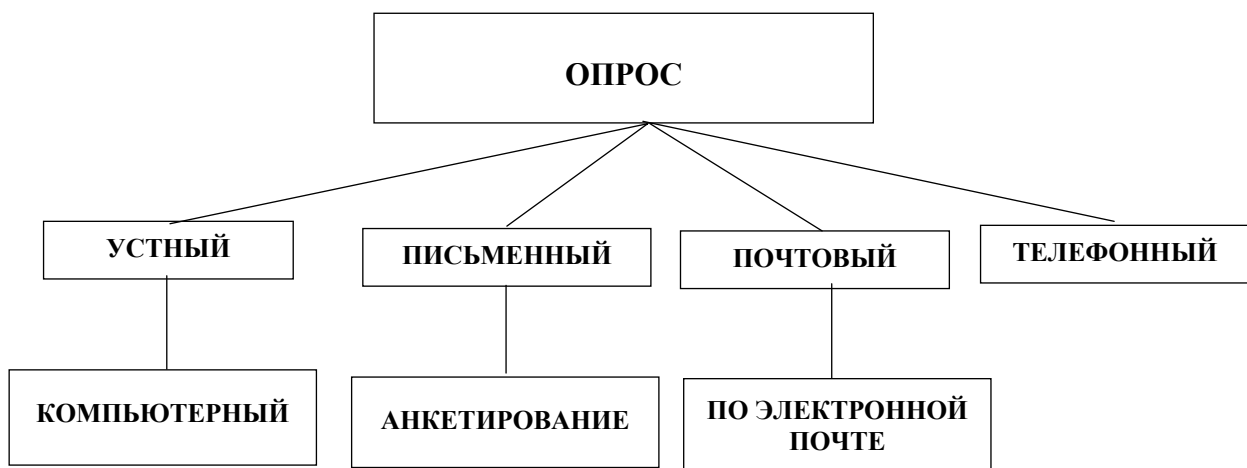 ОПРОС
УСТНЫЙ
ПИСЬМЕННЫЙ
ПОЧТОВЫЙ
ТЕЛЕФОННЫЙ
КОМПЬЮТЕРНЫЙ
АНКЕТИРОВАНИЕ
ПО ЭЛЕКТРОННОЙ
ПОЧТЕ